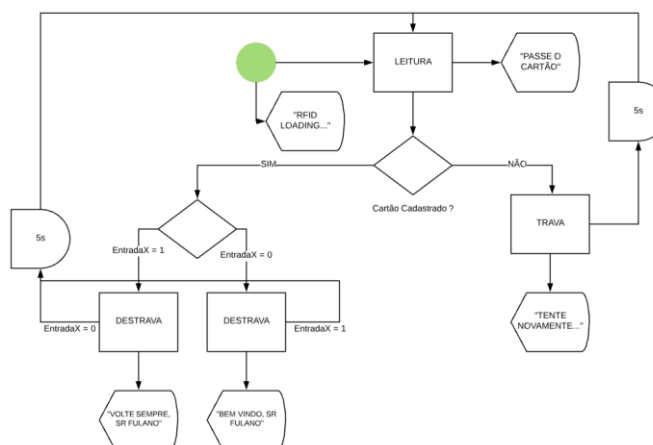 LEITURA
"PASSE O
CARTÃO"
"RFID
LOADING..."
5s
SIM
NÃO
Cartão Cadastrado ?
TRAVA
5s
EntradaX = 1
EntradaX = 0
DESTRAVA
DESTRAVA
EntradaX = 0
EntradaX = 1
"TENTE
NOVAMENTE..."
"VOLTE SEMPRE,
SR FULANO"
"BEM VINDO, SR
FULANO"